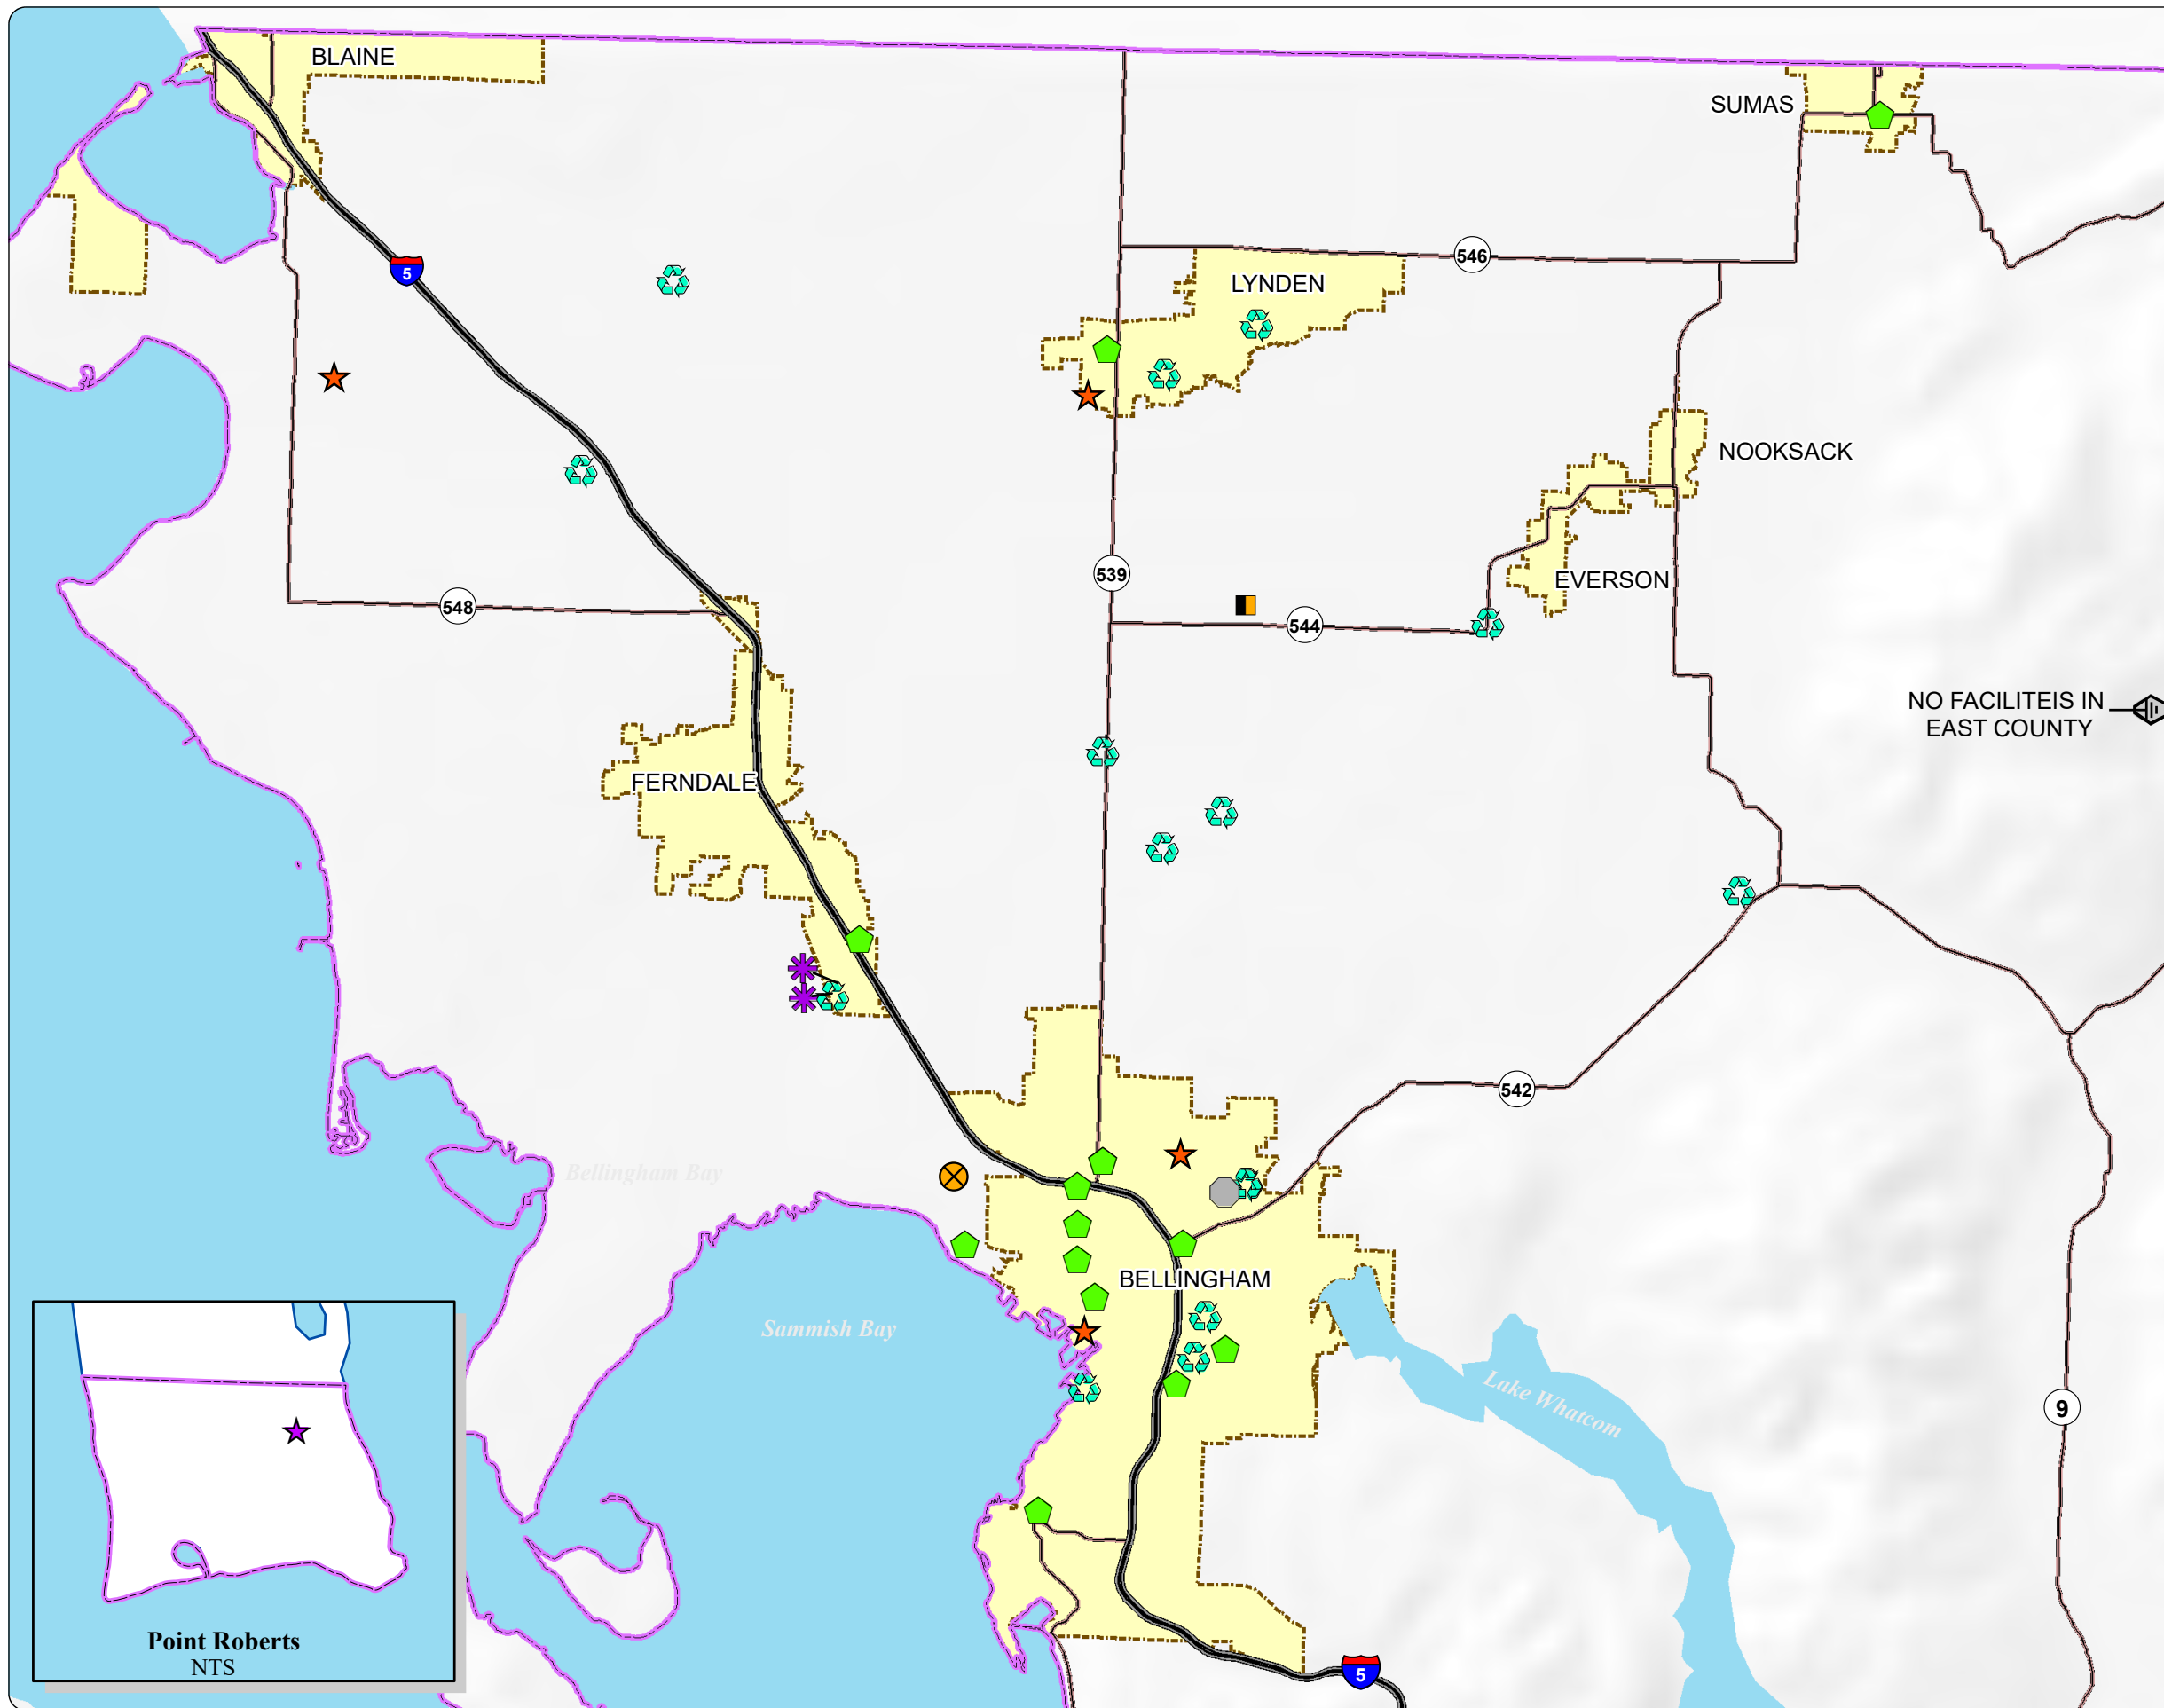 BLAINE
SUMAS
5
546
LYNDEN
NOOKSACK
539
EVERSON
548
544
NO FACILITEIS IN
EAST COUNTY
FERNDALE
542
Bellingham Bay
BELLINGHAM
Sammish Bay
Lake Whatcom
9
Point Roberts
NTS
5